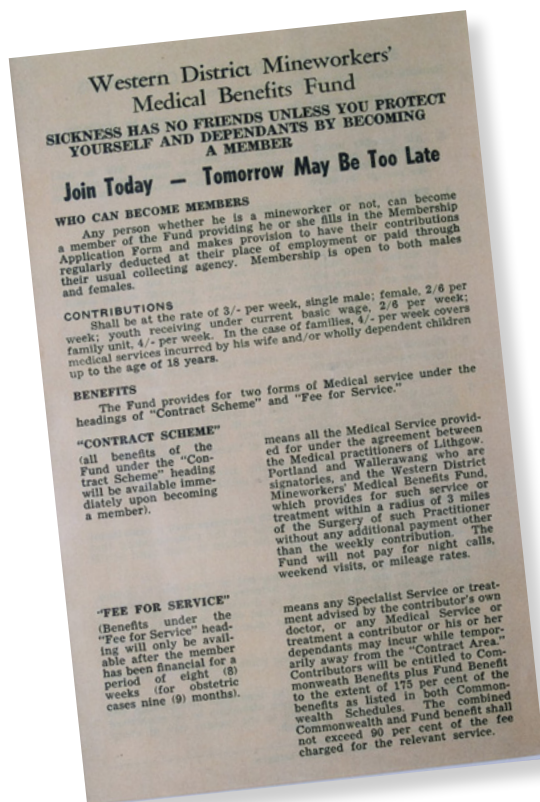 Western District Mineworkers'
Medical Benefits Fund
SICKNESS HAS NO FRIENDS UNLESS YOU PROTECT
YOURSELF AND DEPENDANTS BY BECOMING
A MEMBER
Join Today — Tomorrow May Be Too Late
WHO CAN BECOME MEMBERS
Any person whether he is a mineworker or not, can become
a member of the Fund providing he or she fills in the Membership
Application Form and makes provision to have their contributions
regularly deducted at their place of employment or paid through
their usual collecting agency. Membership is open to both males
and females.
CONTRIBUTIONS
Shall be at the rate of 3/- per week, single male; female, 2/6 per
week; youth receiving under current basic wage, 2/6 per week;
family unit, 4/- per week. In the case of families, 4/- per week covers
medical services incurred by his wife and/or wholly dependent children
up to the age of 18 years.
BENEFITS
The Fund provides for two forms of Medical service under the
headings of "Contract Scheme" and "Fee for Service."
"CONTRACT SCHEME"
(all benefits of the
Fund under the "Con-
tract Scheme" heading
will be available imme-
diately upon becoming
a member).
means all the Medical Service provid-
ed for under the agreement between
the Medical practitioners of Lithgow.
Portland and Wallerawang who are
signatories, and the Western District
Mineworkers' Medical Benefits Fund,
which provides for such service or
treatment within a radius of 3 miles
of the Surgery of such Practitioner
without any additional payment other
than the weekly contribution. The
Fund will not pay for night calls,
weekend visits, or mileage rates.
"FEE FOR SERVICE"
(Benefits under the
"Fee for Service" head-
ing will only be avail-
able after the member
has been financial for a
period of eight (8)
weeks (for obstetric
cases nine (9) months).
means any Specialist Service or treat-
ment advised by the contributor's own
doctor, or any Medical Service or
treatment a contributor or his or her
dependants may incur while tempor-
arily away from the "Contract Area."
Contributors will be entitled to Com-
monweath Benefits plus Fund Benefit
to the extent of 175 per cent of the
benefits as listed in both Common-
wealth Schedules. The combined
Commonwealth and Fund benefit shall
not exceed 90 per cent of the fee
charged for the relevant service.